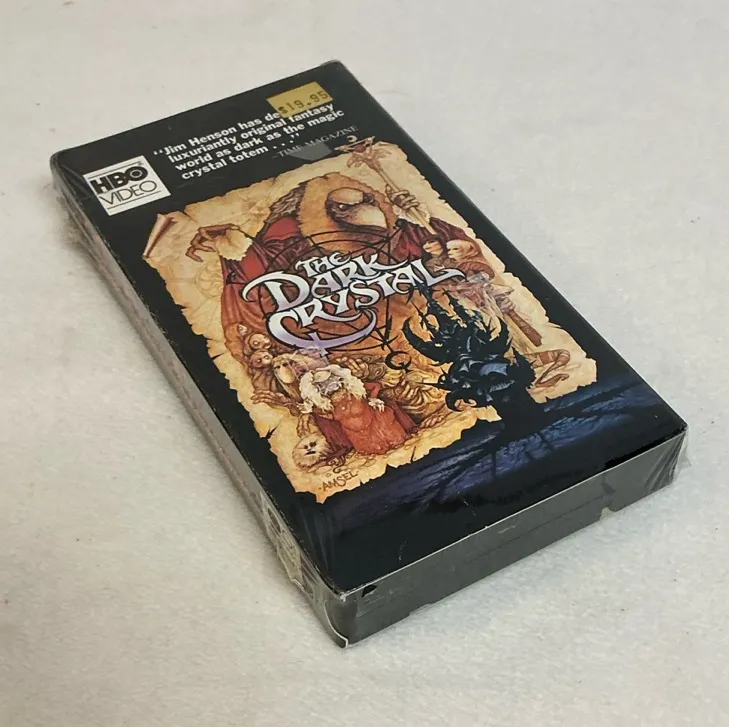 $19.95
"Jim Henson has de
luxuriantly original fantasy
world as dark as the magic
crystal totem . . ."
—TIME MAGAZINE
HBO
VIDEO
THE
DARK
CRYSTAL
·AMSEL·